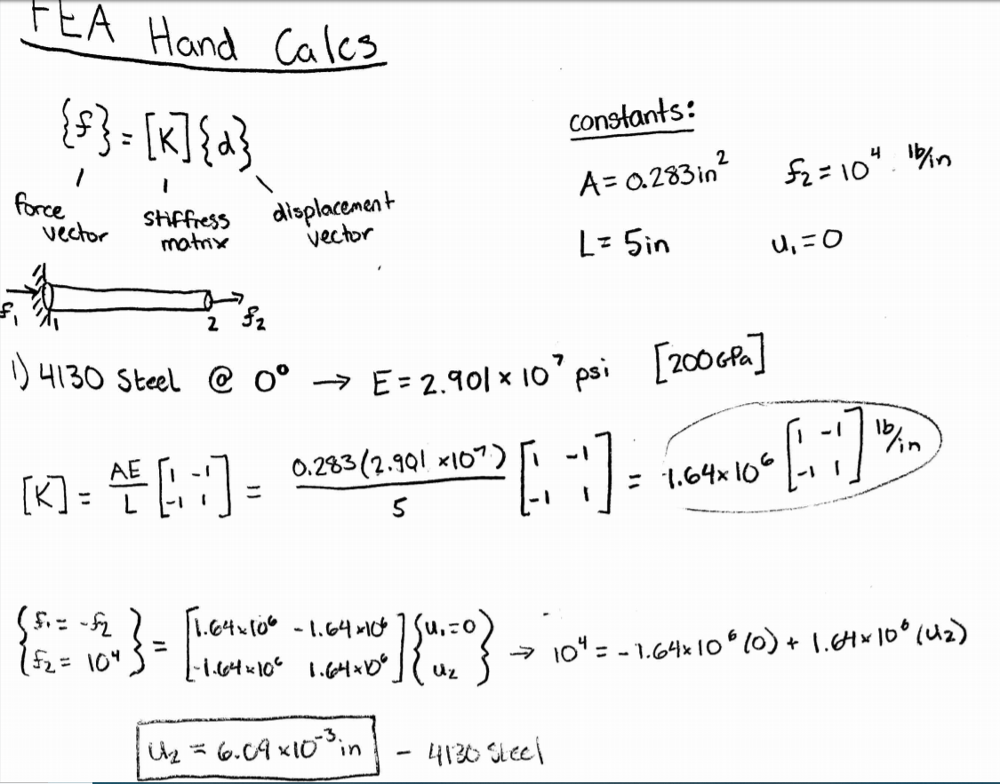 FEA Hand Calcs
{f} = [K]{d}
force vector
stiffress matrix
displacement vector
constants:
A = 0.283 in² f₂ = 10⁴ lb/in
L = 5in u₁ = 0
f₁ 1 2 f₂
1) 4130 Steel @ 0° → E = 2.901 × 10⁷ psi [200 GPa]
[K] = AE/L [1 -1; -1 1] = 0.283(2.901 ×10⁷)/5 [1 -1; -1 1] = 1.64×10⁶ [1 -1; -1 1] lb/in
{f₁ = -f₂; f₂ = 10⁴} = [1.64×10⁶ -1.64×10⁶; -1.64×10⁶ 1.64×10⁶]{u₁=0; u₂} → 10⁴ = -1.64×10⁶(0) + 1.64×10⁶(u₂)
u₂ = 6.09×10⁻³ in - 4130 Steel